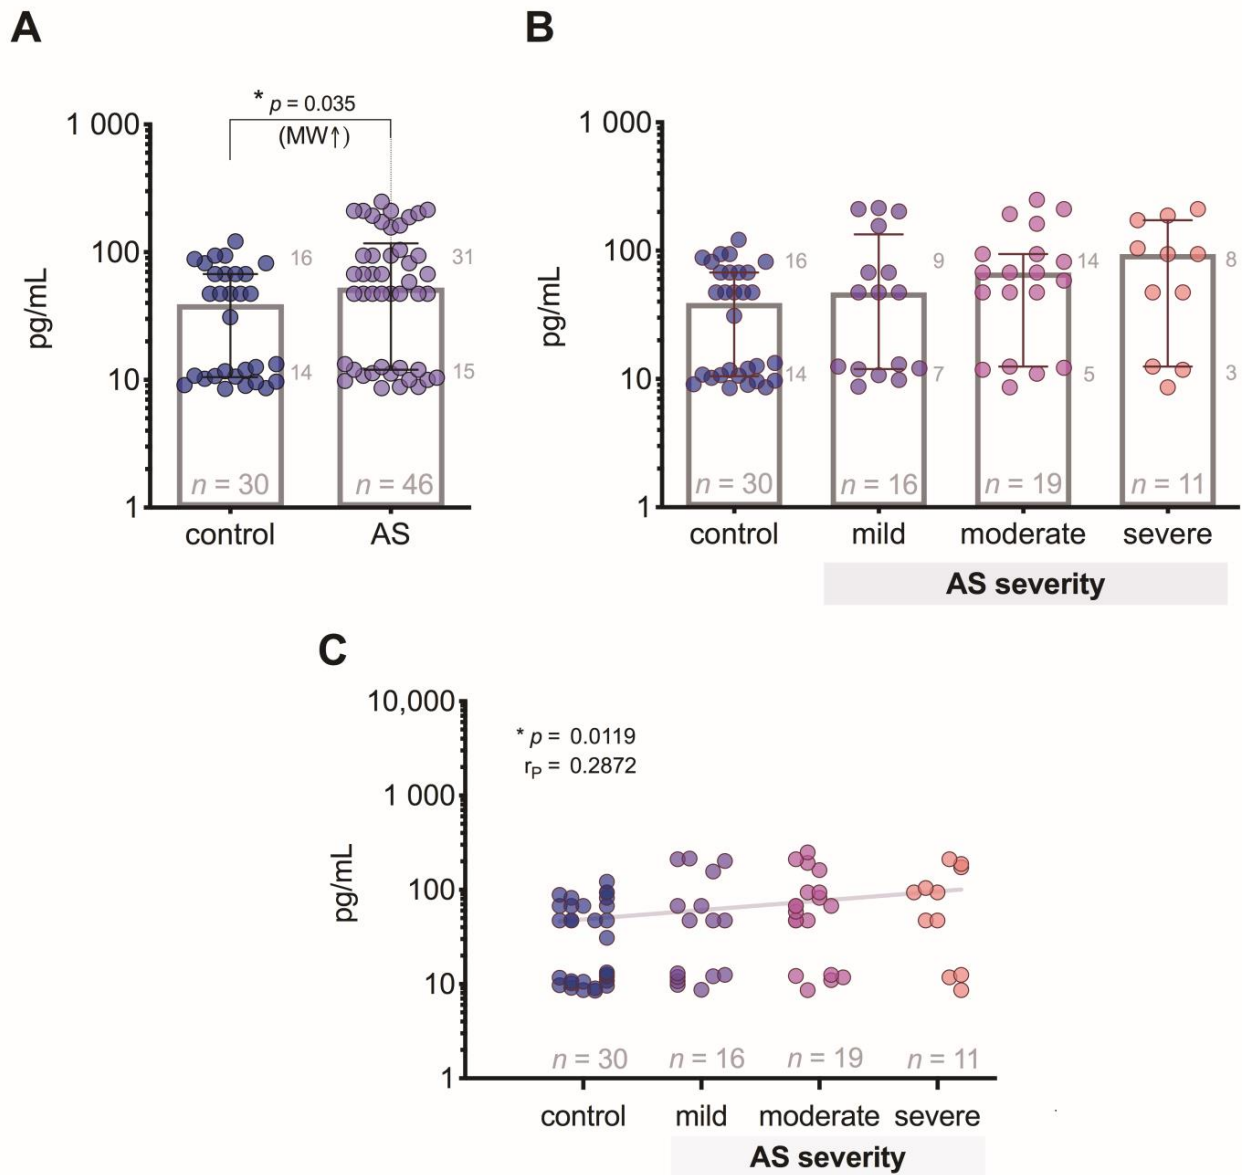 A
* p = 0.035
(MW↑)
1 000
100
10
1
pg/mL
16
31
14
15
n = 30
n = 46
control
AS
B
1 000
100
10
1
pg/mL
16
9
14
8
14
7
5
3
n = 30
n = 16
n = 19
n = 11
control
mild
moderate
severe
AS severity
C
10,000
1 000
100
10
1
pg/mL
* p = 0.0119
rP = 0.2872
n = 30
n = 16
n = 19
n = 11
control
mild
moderate
severe
AS severity